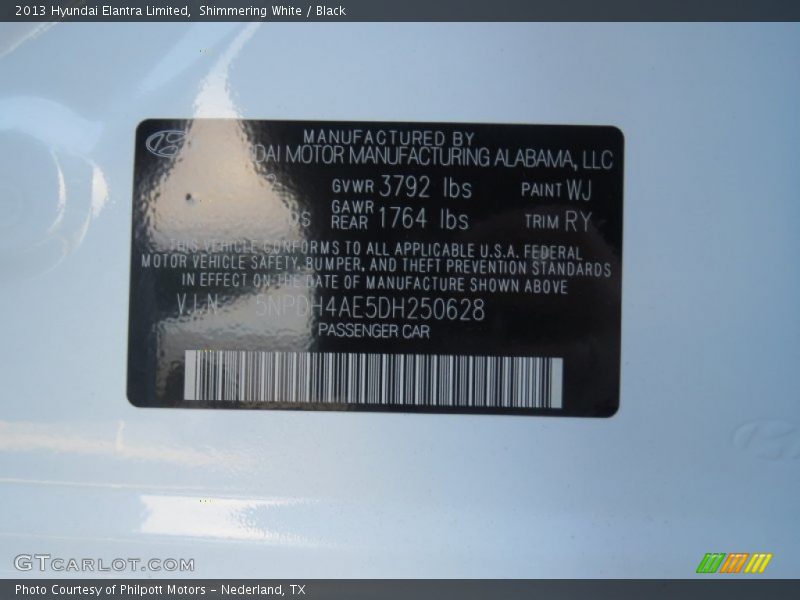 2013 Hyundai Elantra Limited, Shimmering White / Black
MANUFACTURED BY
DAI MOTOR MANUFACTURING ALABAMA, LLC
GVWR 3792 lbs PAINT WJ
GAWR REAR 1764 lbs TRIM RY
THIS VEHICLE CONFORMS TO ALL APPLICABLE U.S.A. FEDERAL
MOTOR VEHICLE SAFETY, BUMPER, AND THEFT PREVENTION STANDARDS
IN EFFECT ON THE DATE OF MANUFACTURE SHOWN ABOVE
V.I.N: 5NPDH4AE5DH250628
PASSENGER CAR
GTCARLOT.COM
Photo Courtesy of Philpott Motors - Nederland, TX